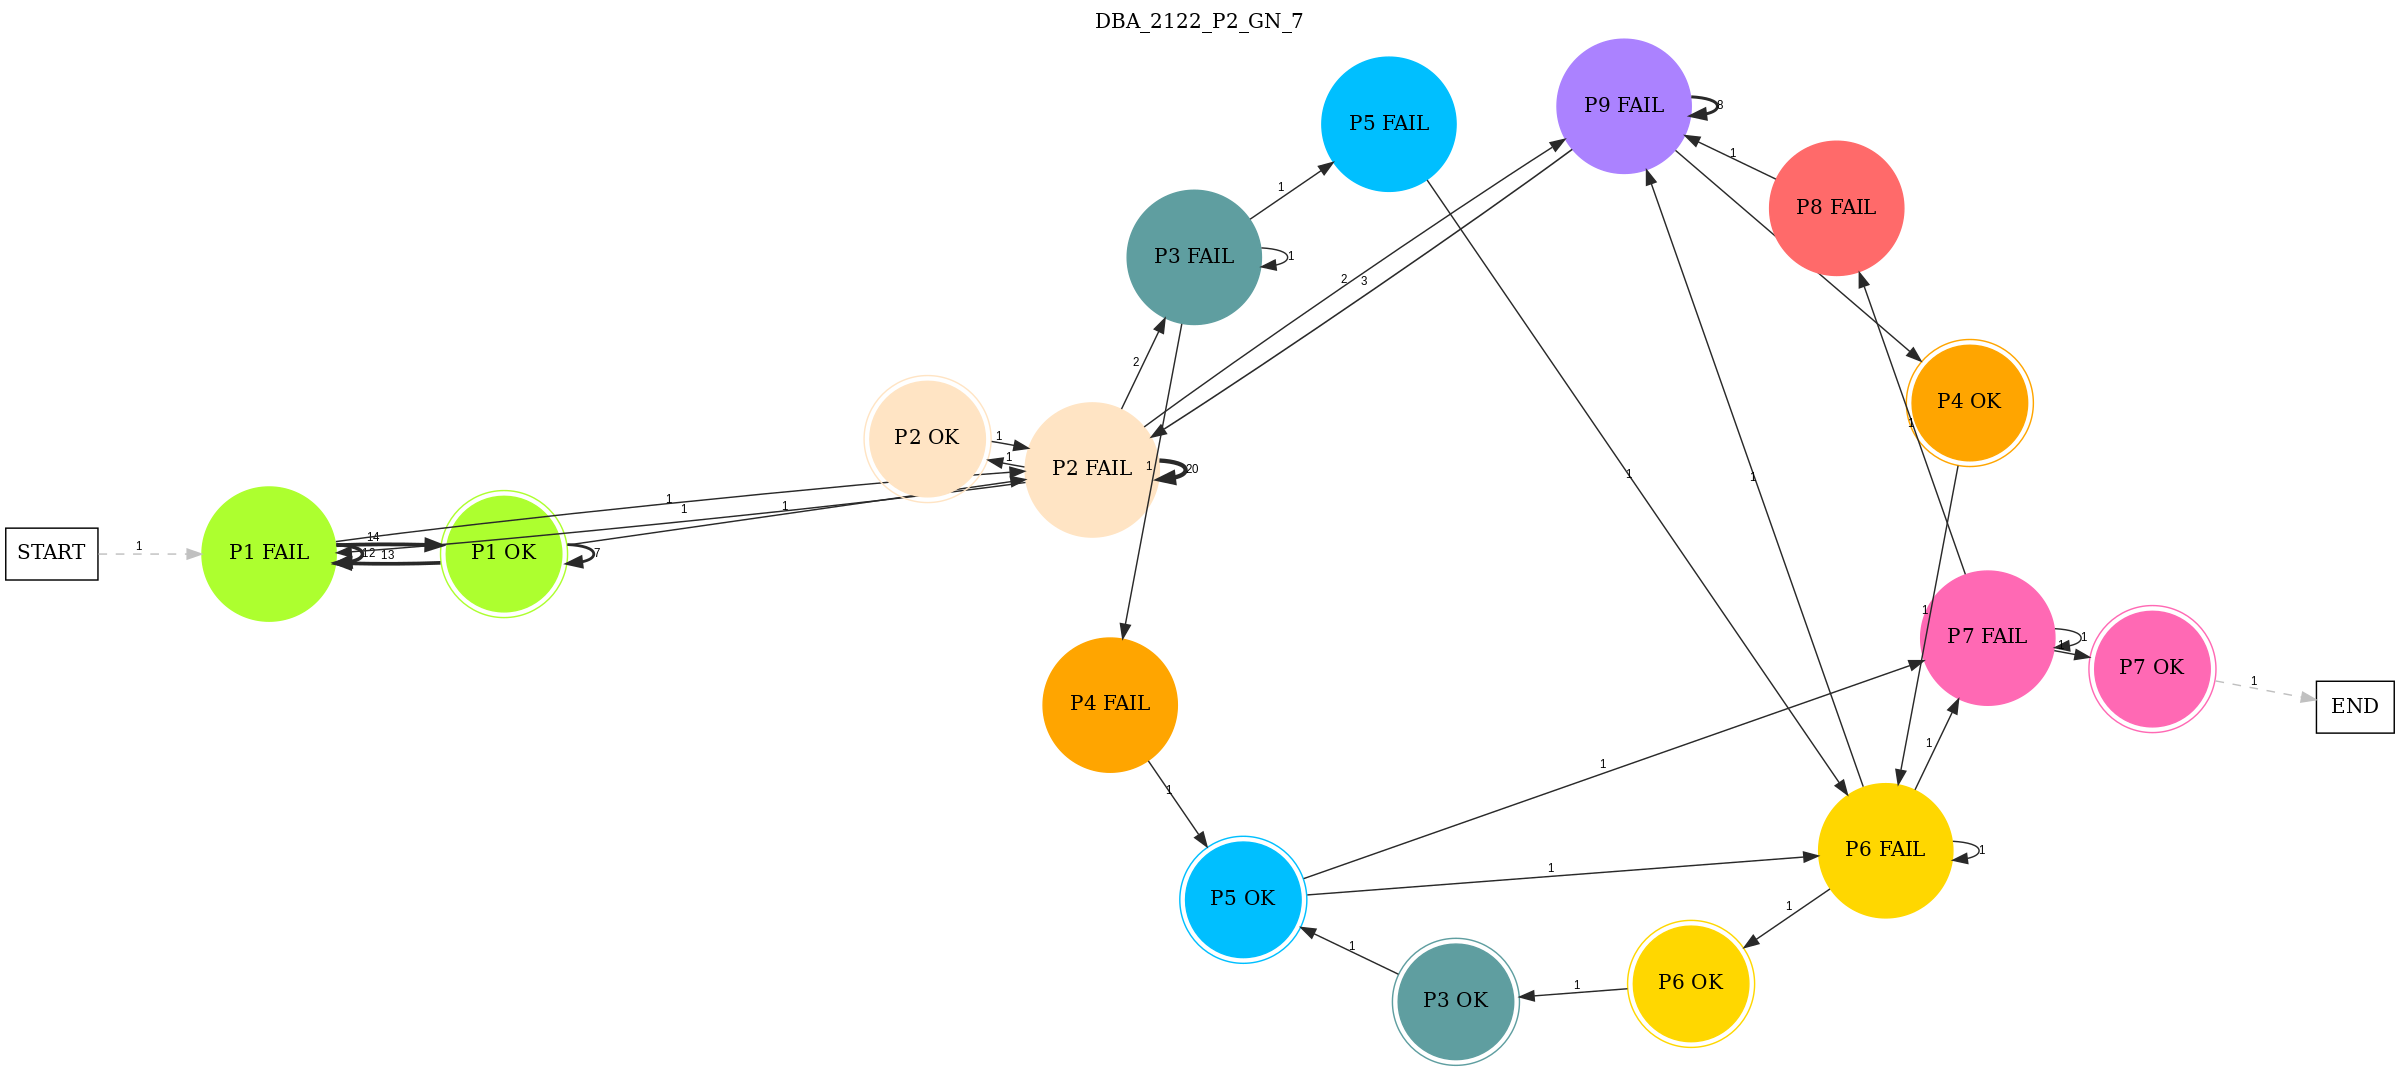 DBA_2122_P2_GN_7
P5 FAIL
P9 FAIL
8
1
P8 FAIL
1
P3 FAIL
1
2
3
2
P4 OK
1
P2 OK
1
1
P2 FAIL
20
1
1
1
1
1
1
1
START
1
P1 FAIL
14
12
13
P1 OK
7
1
P7 FAIL
1
1
P7 OK
1
END
P4 FAIL
1
1
1
P6 FAIL
1
1
1
P5 OK
1
P6 OK
1
P3 OK